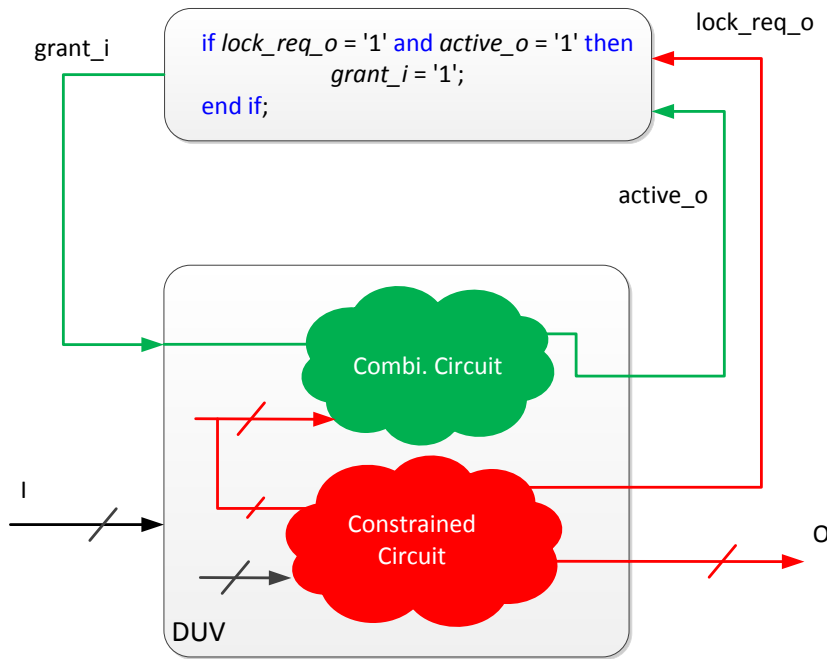 lock_req_o
grant_i
if lock_req_o = '1' and active_o = '1' then
grant_i = '1';
end if;
active_o
Combi. Circuit
I
Constrained
Circuit
O
DUV